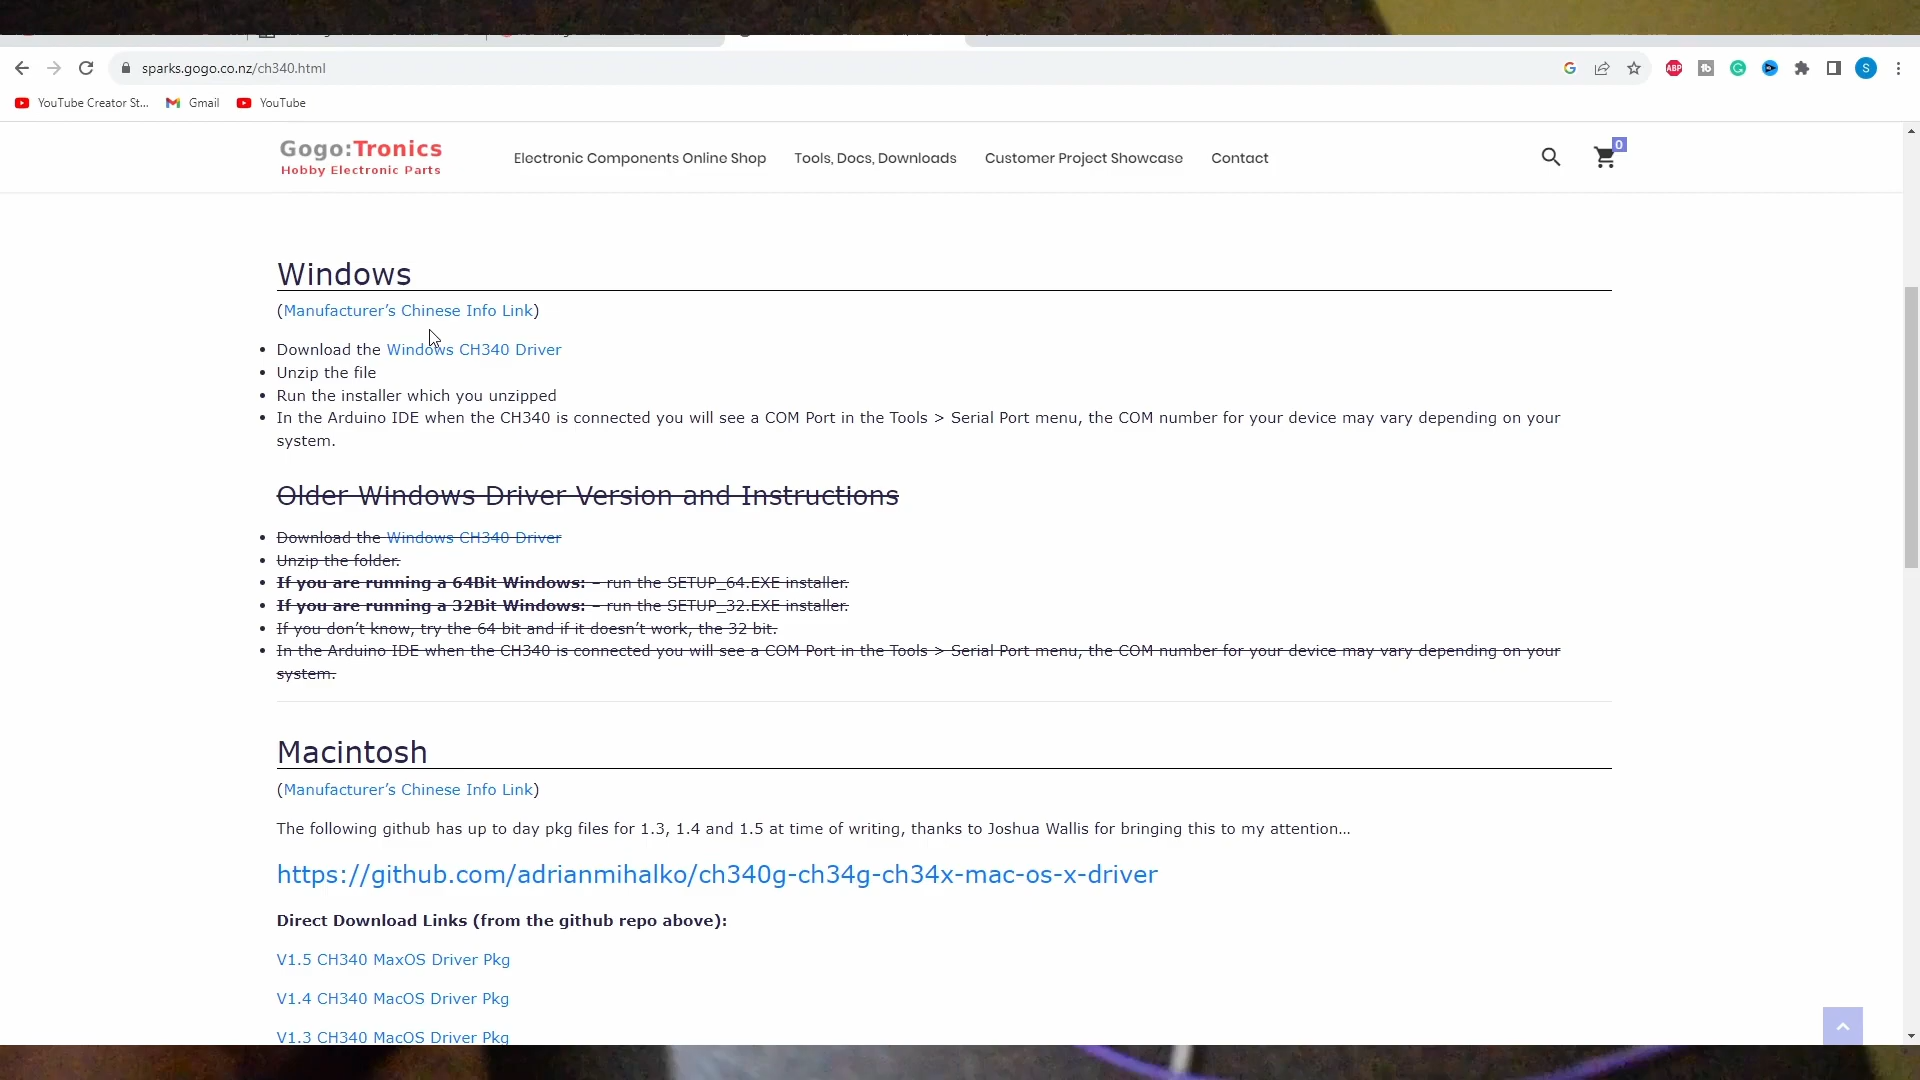 sparks.gogo.co.nz/ch340.html
ABP
S
YouTube Creator St...
Gmail
YouTube
Gogo:Tronics
Hobby Electronic Parts
Electronic Components Online Shop
Tools, Docs, Downloads
Customer Project Showcase
Contact
0
Windows
(Manufacturer’s Chinese Info Link)
• Download the Windows CH340 Driver
• Unzip the file
• Run the installer which you unzipped
• In the Arduino IDE when the CH340 is connected you will see a COM Port in the Tools > Serial Port menu, the COM number for your device may vary depending on your
system.
Older Windows Driver Version and Instructions
• Download the Windows CH340 Driver
• Unzip the folder.
• If you are running a 64Bit Windows: – run the SETUP_64.EXE installer.
• If you are running a 32Bit Windows: – run the SETUP_32.EXE installer.
• If you don’t know, try the 64 bit and if it doesn’t work, the 32 bit.
• In the Arduino IDE when the CH340 is connected you will see a COM Port in the Tools > Serial Port menu, the COM number for your device may vary depending on your
system.
Macintosh
(Manufacturer’s Chinese Info Link)
The following github has up to day pkg files for 1.3, 1.4 and 1.5 at time of writing, thanks to Joshua Wallis for bringing this to my attention…
https://github.com/adrianmihalko/ch340g-ch34g-ch34x-mac-os-x-driver
Direct Download Links (from the github repo above):
V1.5 CH340 MaxOS Driver Pkg
V1.4 CH340 MacOS Driver Pkg
V1.3 CH340 MacOS Driver Pkg